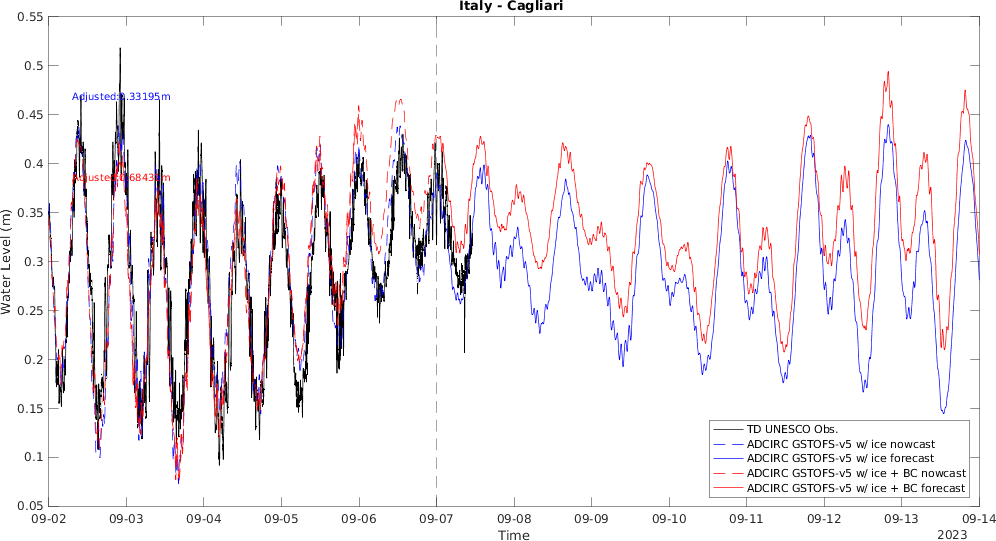 Italy - Cagliari
0.55
0.5
0.45
0.4
0.35
0.3
0.25
0.2
0.15
0.1
0.05
Water Level (m)
Adjusted:0.33195m
TD UNESCO Obs.
ADCIRC GSTOFS-v5 w/ ice nowcast
ADCIRC GSTOFS-v5 w/ ice forecast
ADCIRC GSTOFS-v5 w/ ice + BC nowcast
ADCIRC GSTOFS-v5 w/ ice + BC forecast
09-02 09-03 09-04 09-05 09-06 09-07 09-08 09-09 09-10 09-11 09-12 09-13 09-14
Time
2023